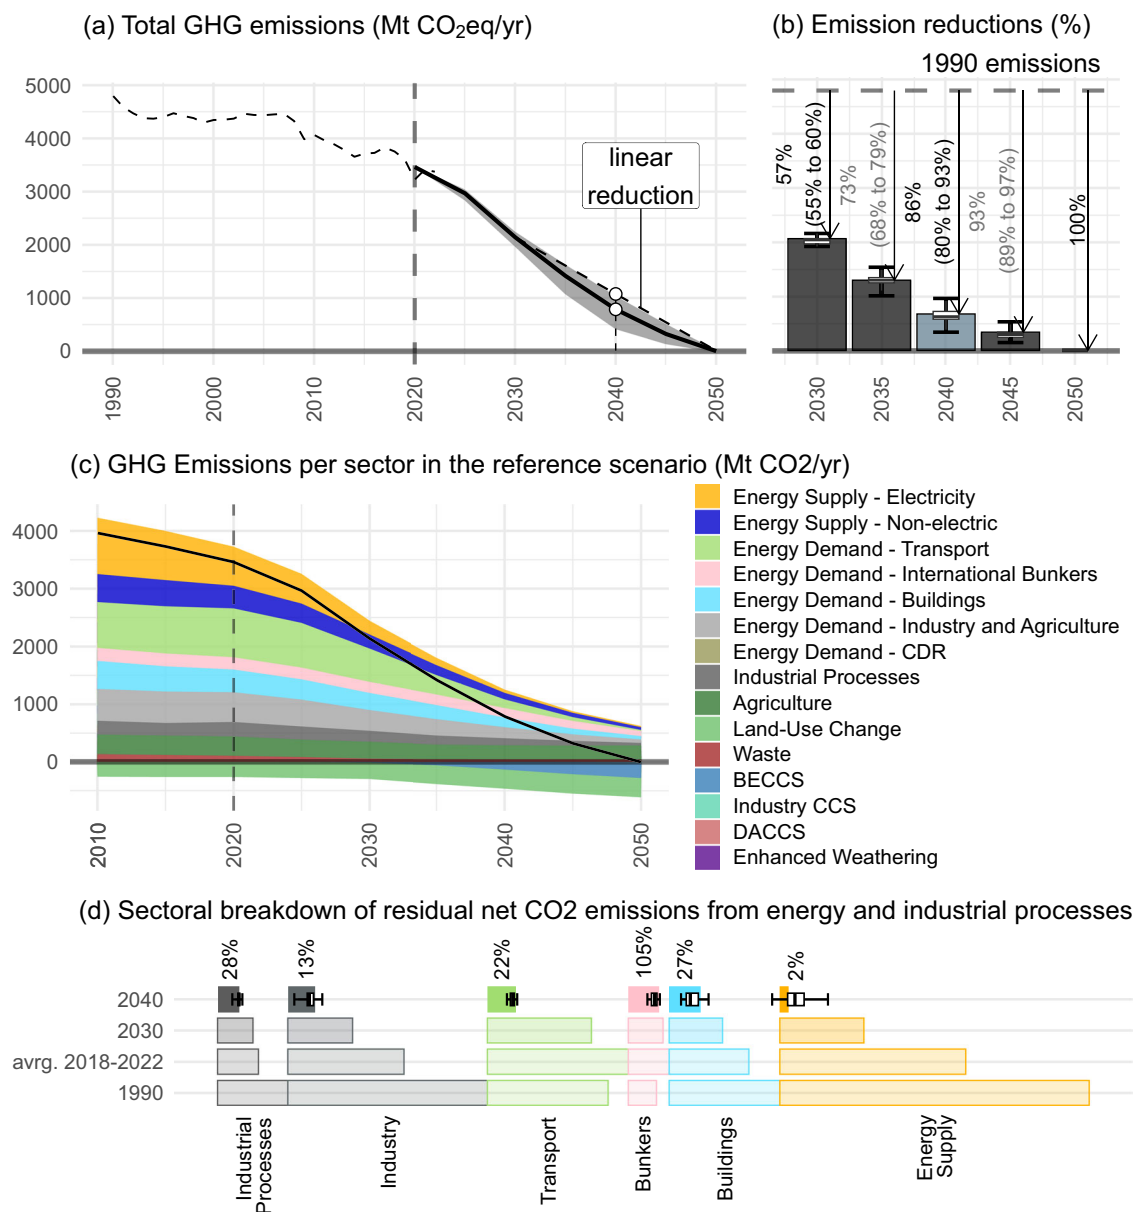 (a) Total GHG emissions (Mt CO₂eq/yr)
5000
4000
3000
2000
1000
0
linear
reduction
1990
2000
2010
2020
2030
2040
2050
(b) Emission reductions (%)
1990 emissions
57%
(55% to 60%)
73%
(68% to 79%)
86%
(80% to 93%)
93%
(89% to 97%)
100%
2030
2035
2040
2045
2050
(c) GHG Emissions per sector in the reference scenario (Mt CO2/yr)
4000
3000
2000
1000
0
2010
2020
2030
2040
2050
Energy Supply - Electricity
Energy Supply - Non-electric
Energy Demand - Transport
Energy Demand - International Bunkers
Energy Demand - Buildings
Energy Demand - Industry and Agriculture
Energy Demand - CDR
Industrial Processes
Agriculture
Land-Use Change
Waste
BECCS
Industry CCS
DACCS
Enhanced Weathering
(d) Sectoral breakdown of residual net CO2 emissions from energy and industrial processes
28%
13%
22%
105%
27%
2%
2040
2030
avrg. 2018-2022
1990
Industrial
Processes
Industry
Transport
Bunkers
Buildings
Energy
Supply